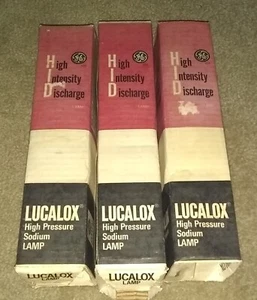 High
Intensity
Discharge
LUCALOX®
High Pressure
Sodium
LAMP
High
Intensity
Discharge
LUCALOX®
High Pressure
Sodium
LAMP
LUCALOX
LAMP
High
Intensity
Discharge
LUCALOX®
High Pressure
Sodium
LAMP